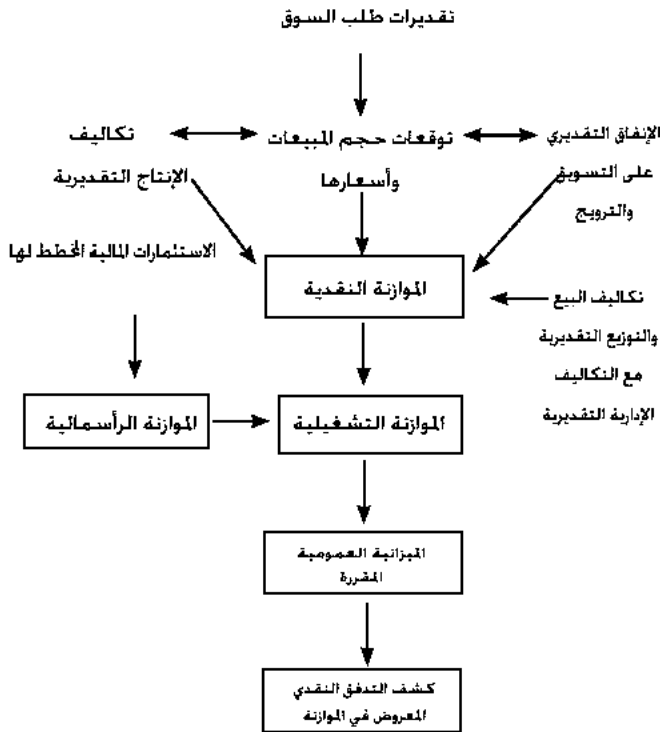 تقديرات طلب السوق
تكاليف
الإنتاج التقديرية
توقعات حجم المبيعات
وأسعارها
الإنفاق التقديري
على التسويق
والترويج
الاستثمارات المالية المخطط لها
الموازنة النقدية
تكاليف البيع
والتوزيع التقديرية
مع التكاليف
الإدارية التقديرية
الموازنة الرأسمالية
الموازنة التشغيلية
الميزانية العمومية
المقررة
كشف التدفق النقدي
المعروض في الموازنة